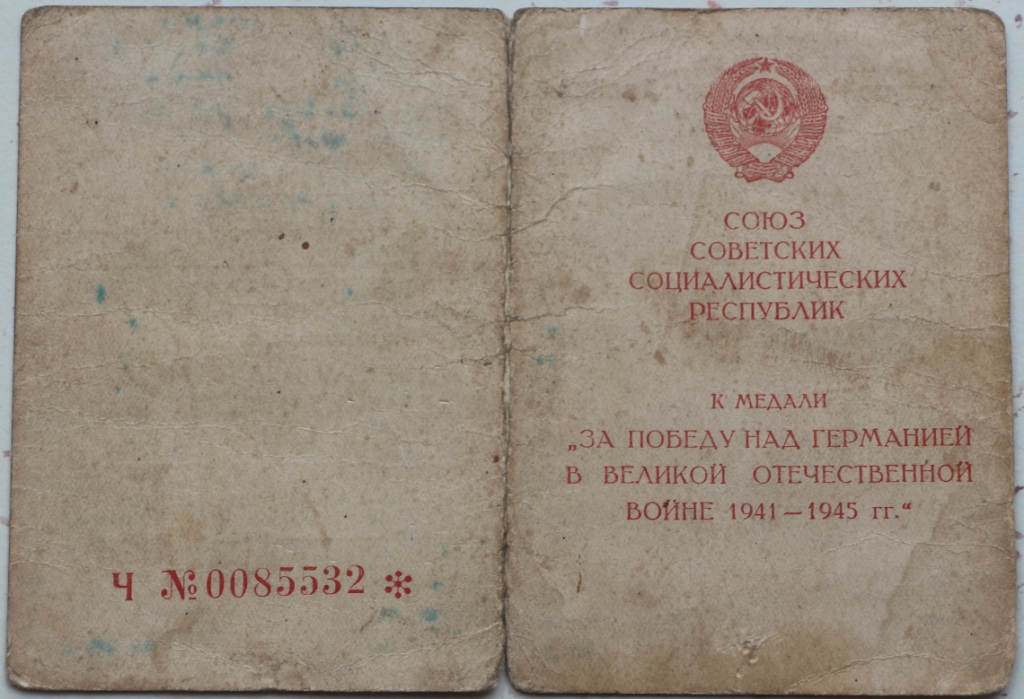 Ч №0085532 *
СОЮЗ
СОВЕТСКИХ
СОЦИАЛИСТИЧЕСКИХ
РЕСПУБЛИК
К МЕДАЛИ
„ЗА ПОБЕДУ НАД ГЕРМАНИЕЙ
В ВЕЛИКОЙ ОТЕЧЕСТВЕННОЙ
ВОЙНЕ 1941—1945 гг.“